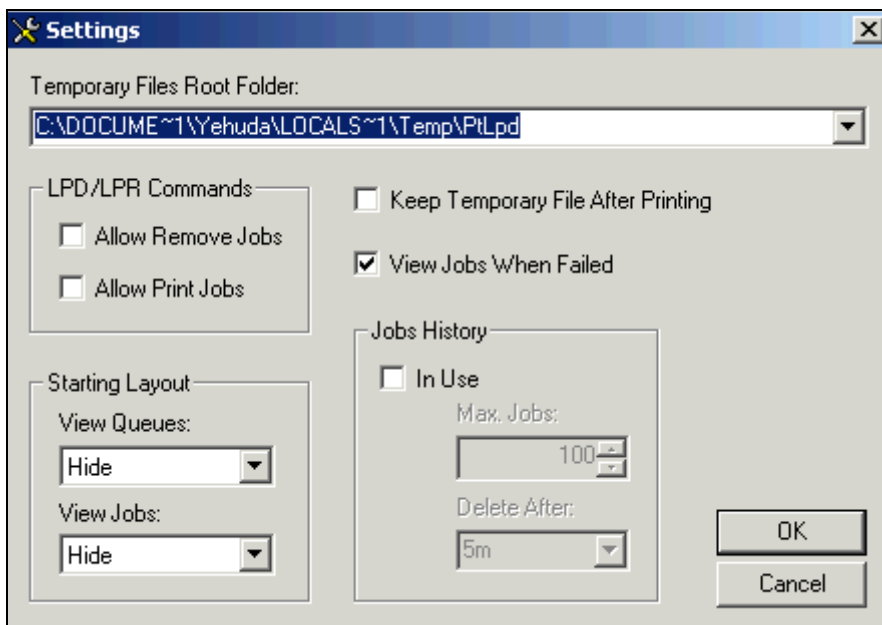 Settings
Temporary Files Root Folder:
C:\DOCUME~1\Yehuda\LOCALS~1\Temp\PtLpd
LPD/LPR Commands
Allow Remove Jobs
Allow Print Jobs
Keep Temporary File After Printing
View Jobs When Failed
Starting Layout
View Queues:
Hide
View Jobs:
Hide
Jobs History
In Use
Max. Jobs:
100
Delete After:
5m
OK
Cancel